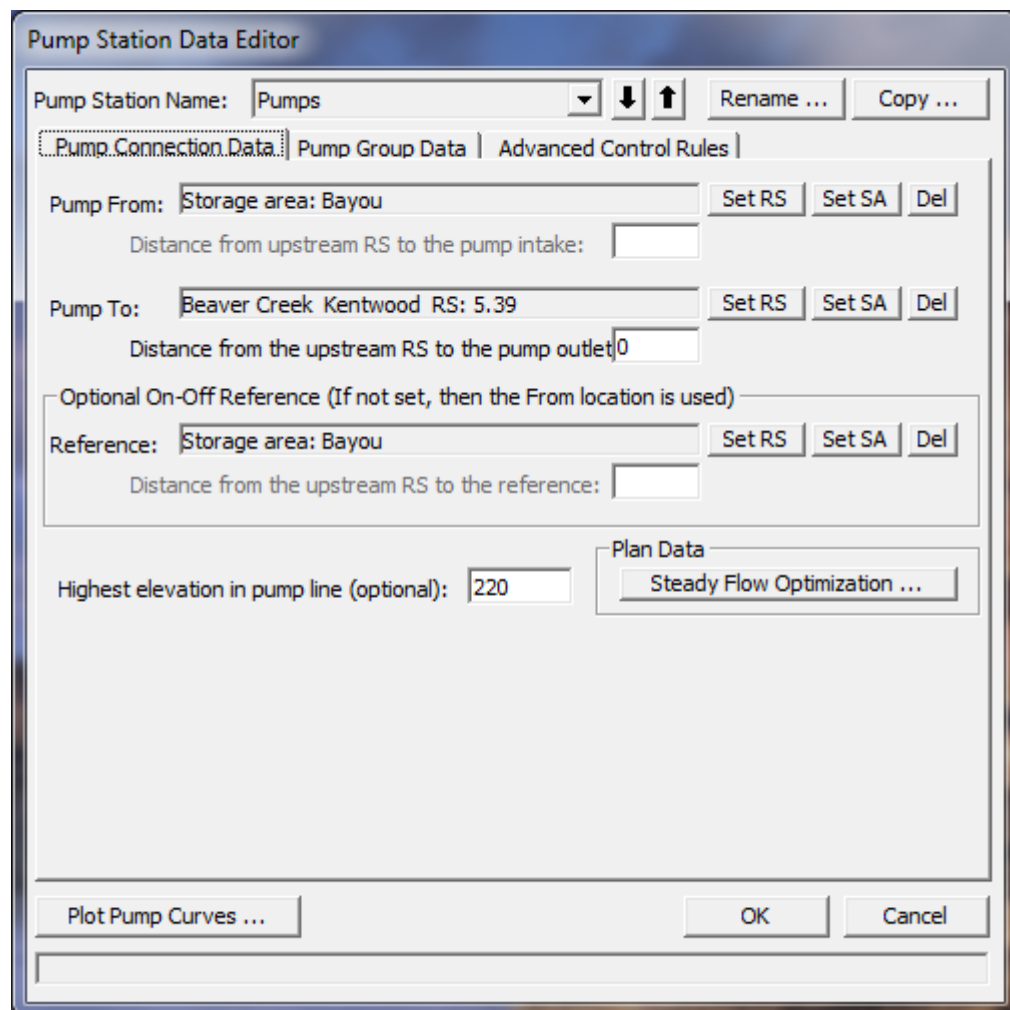 Pump Station Data Editor
Pump Station Name: Pumps Rename ... Copy ...
Pump Connection Data Pump Group Data Advanced Control Rules
Pump From: Storage area: Bayou Set RS Set SA Del
Distance from upstream RS to the pump intake:
Pump To: Beaver Creek Kentwood RS: 5.39 Set RS Set SA Del
Distance from the upstream RS to the pump outlet 0
Optional On-Off Reference (If not set, then the From location is used)
Reference: Storage area: Bayou Set RS Set SA Del
Distance from the upstream RS to the reference:
Plan Data
Highest elevation in pump line (optional): 220 Steady Flow Optimization ...
Plot Pump Curves ... OK Cancel